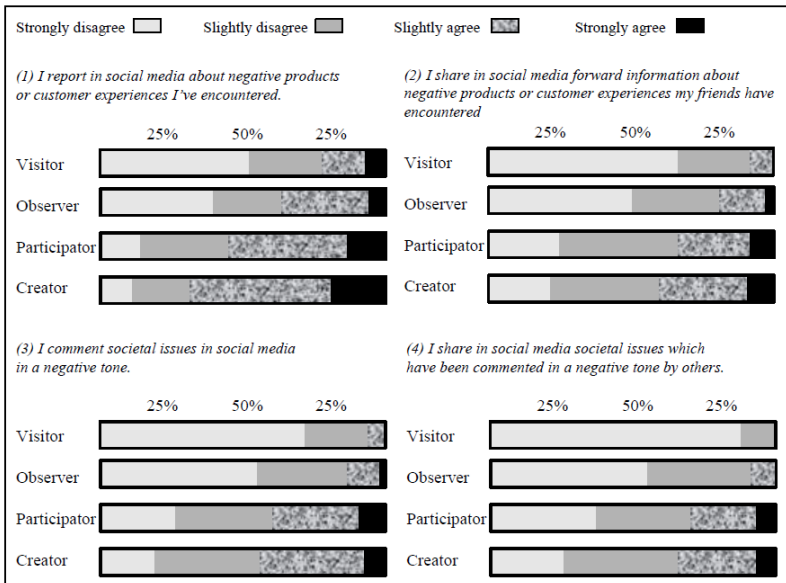 Strongly disagree Slightly disagree Slightly agree Strongly agree
(1) I report in social media about negative products
or customer experiences I've encountered.
25% 50% 25%
Visitor
Observer
Participator
Creator
(2) I share in social media forward information about
negative products or customer experiences my friends have
encountered
25% 50% 25%
Visitor
Observer
Participator
Creator
(3) I comment societal issues in social media
in a negative tone.
25% 50% 25%
Visitor
Observer
Participator
Creator
(4) I share in social media societal issues which
have been commented in a negative tone by others.
25% 50% 25%
Visitor
Observer
Participator
Creator